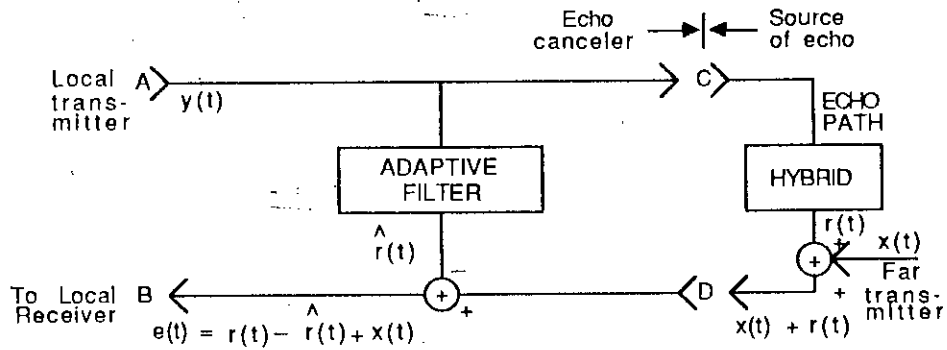 Echo canceler
Source of echo
Local trans- mitter
A
y(t)
C
ECHO PATH
ADAPTIVE FILTER
HYBRID
^
r(t)
r(t)
+
x(t)
+
Far trans- mitter
+
−
To Local Receiver
B
+
+
D
e(t) = r(t) − r̂(t) + x(t)
x(t) + r(t)